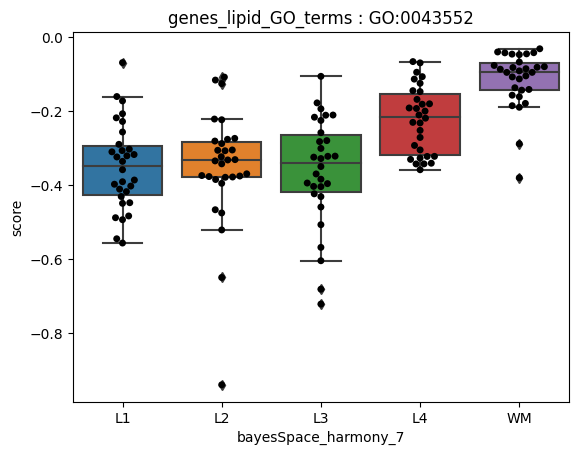 genes_lipid_GO_terms : GO:0043552
0.0
−0.2
−0.4
−0.6
−0.8
score
L1 L2 L3 L4 WM
bayesSpace_harmony_7